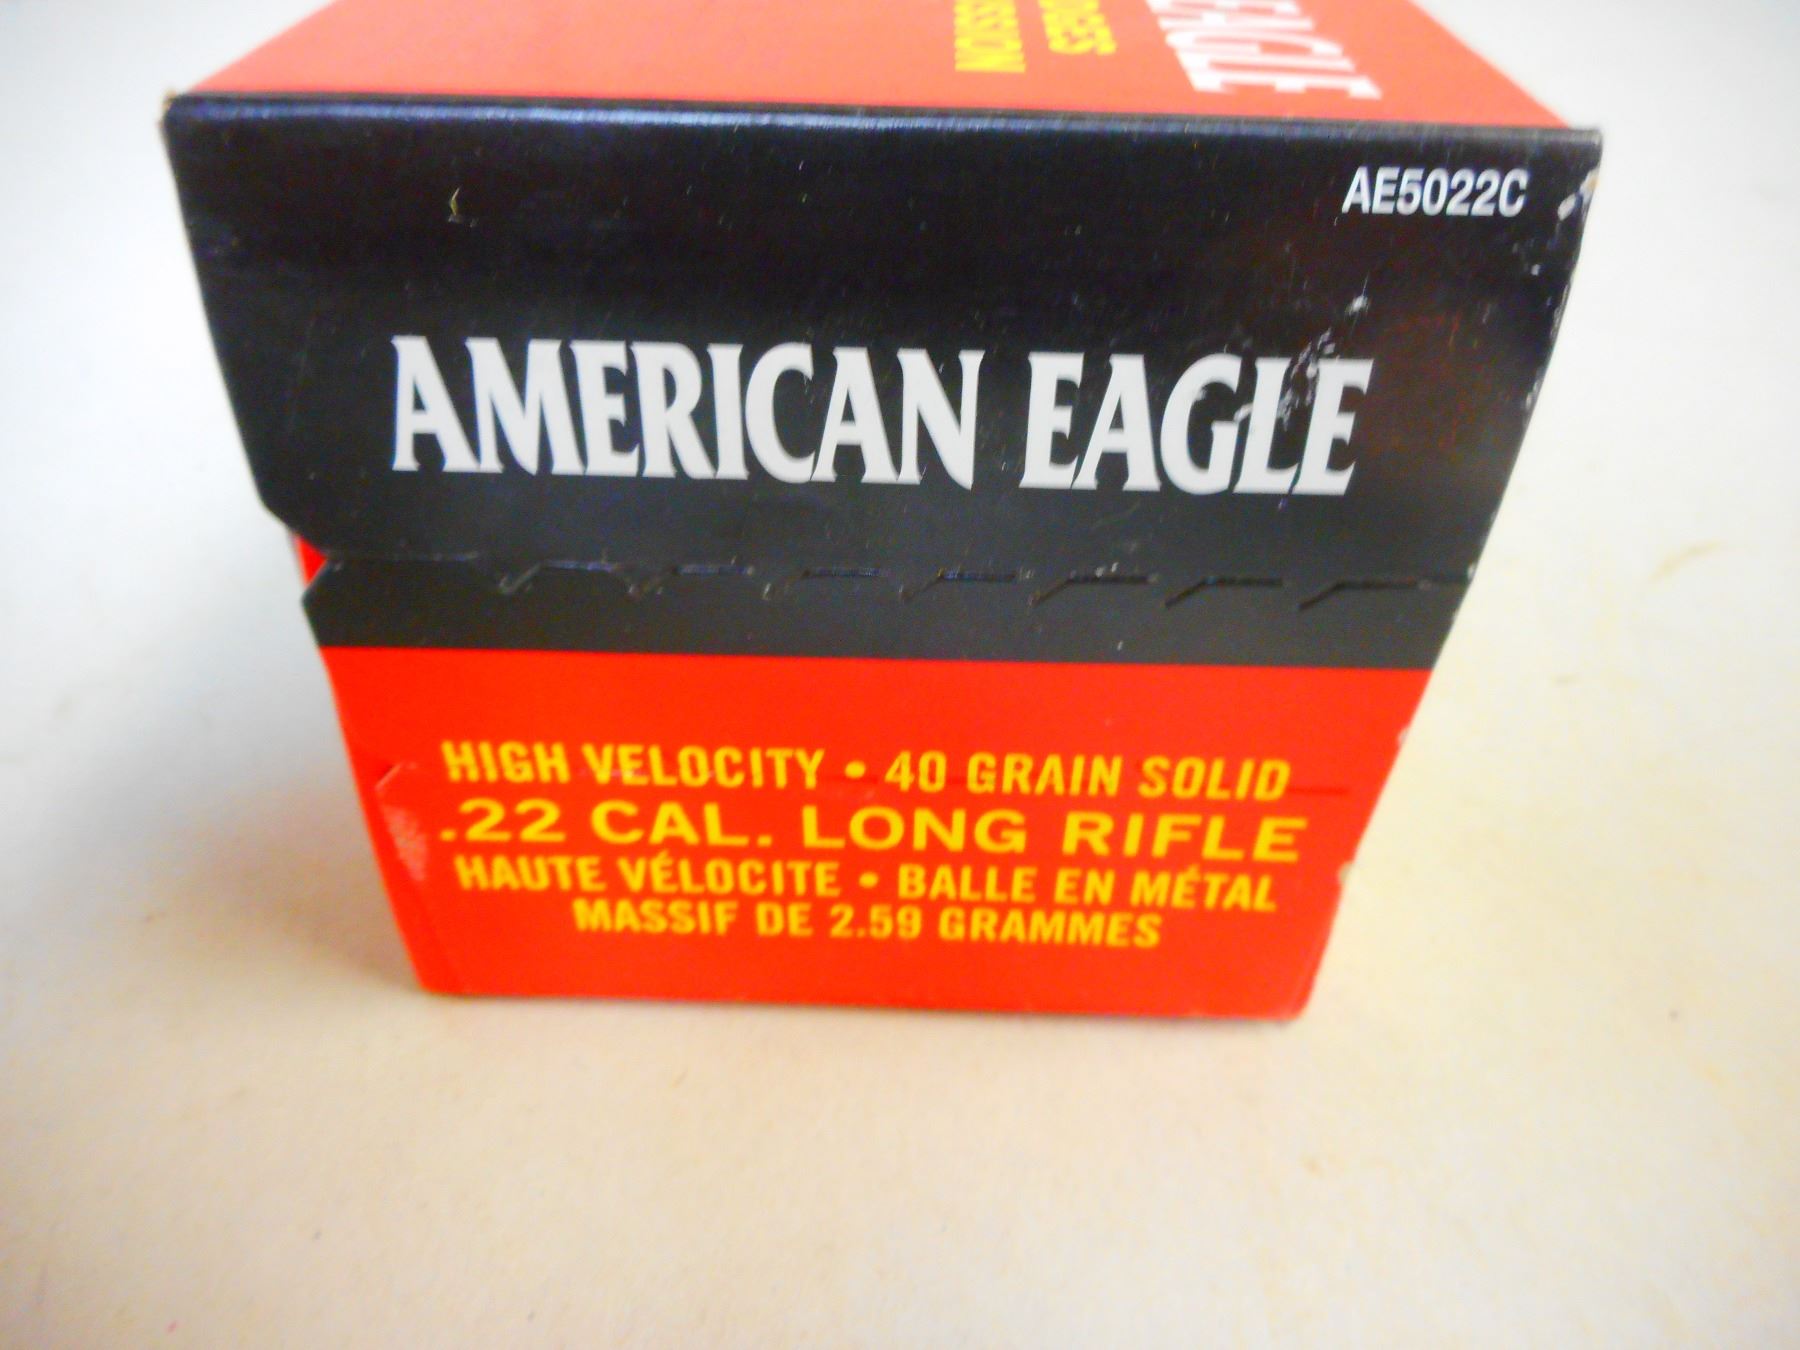 EAGLE
AE5022C
AMERICAN EAGLE
HIGH VELOCITY • 40 GRAIN SOLID
.22 CAL. LONG RIFLE
HAUTE VÉLOCITE • BALLE EN MÉTAL
MASSIF DE 2.59 GRAMMES